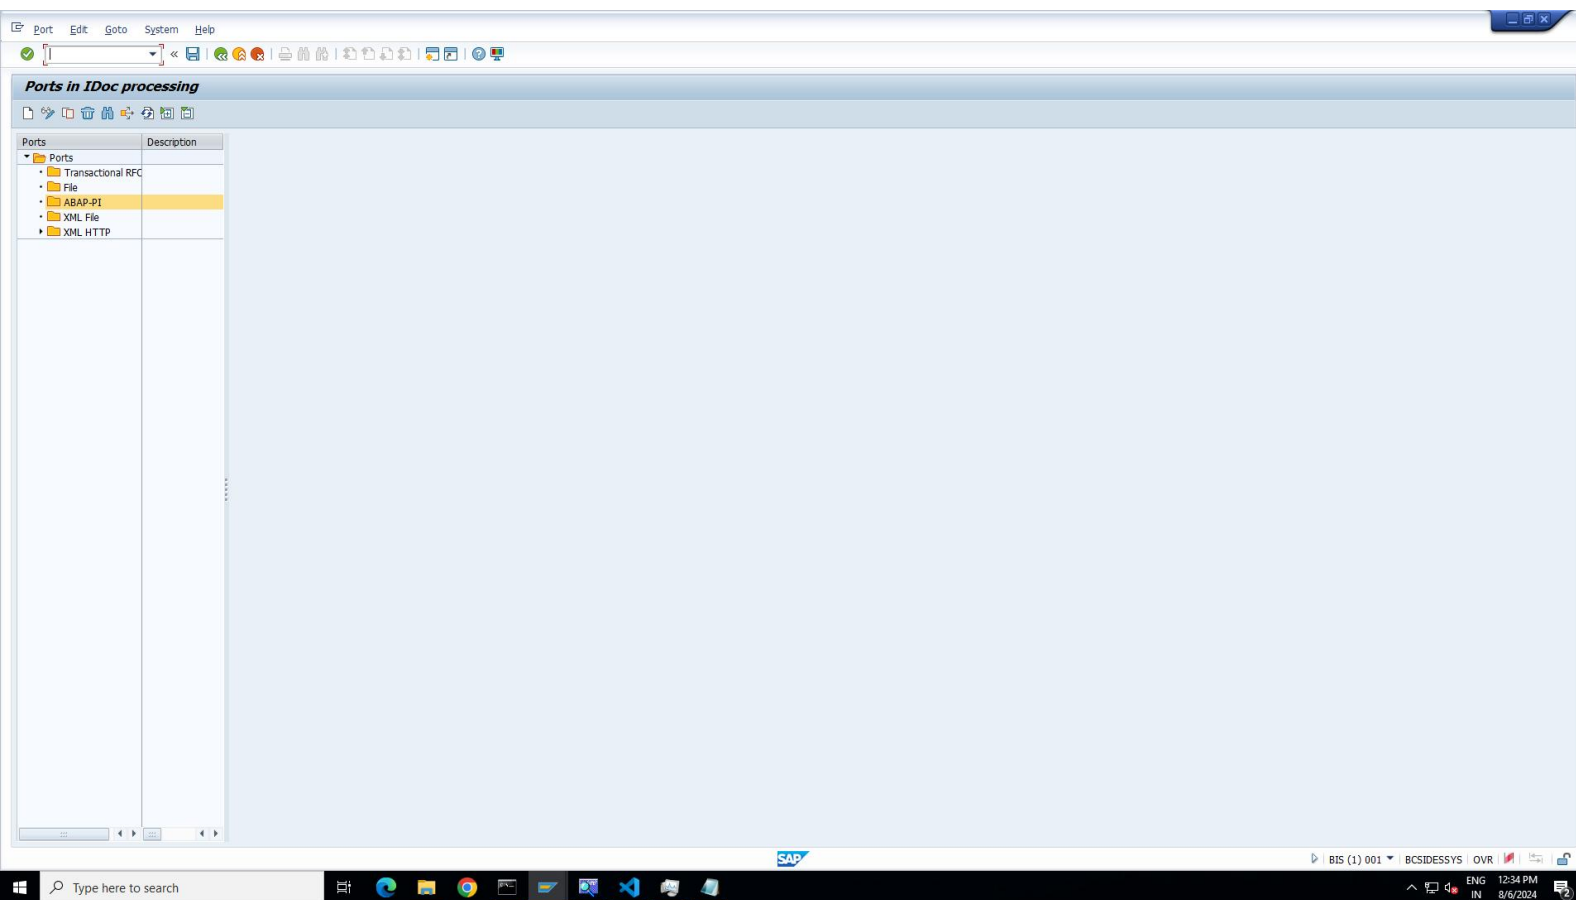 Port Edit Goto System Help
Ports in IDoc processing
Ports Description
Ports
Transactional RFC
File
ABAP-PI
XML File
XML HTTP
SAP
BIS (1) 001 BCSIDESSYS OVR
Type here to search
ENG 12:34 PM
IN 8/6/2024
2